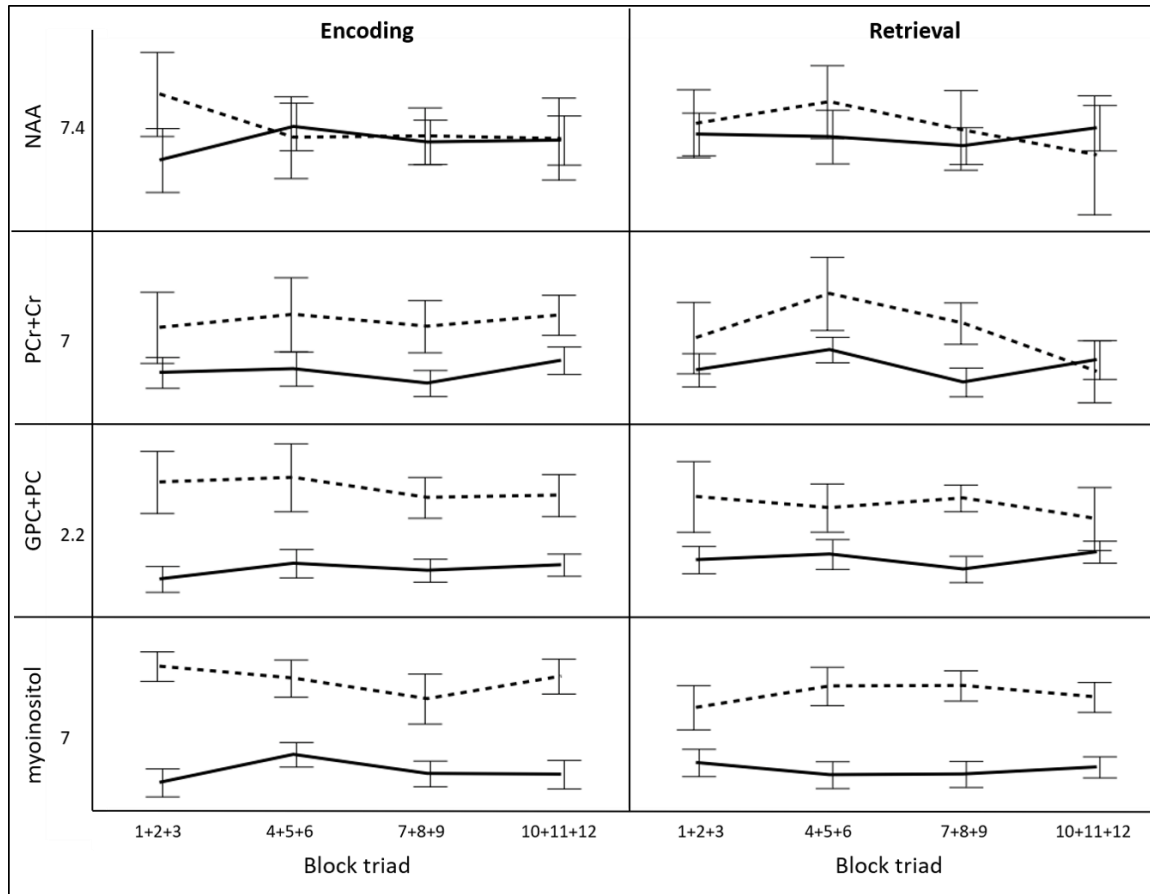 Encoding
Retrieval
NAA
7.4
PCr+Cr
7
GPC+PC
2.2
myoinositol
7
1+2+3 4+5+6 7+8+9 10+11+12
1+2+3 4+5+6 7+8+9 10+11+12
Block triad
Block triad